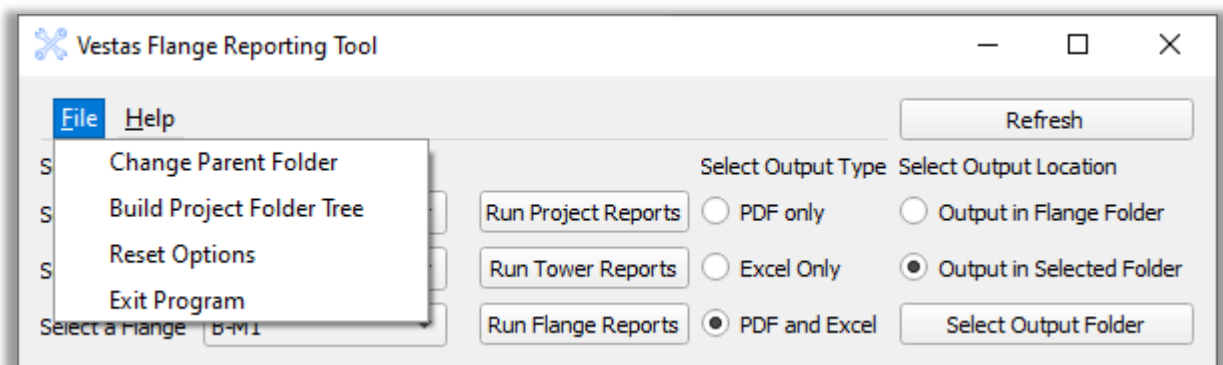 Vestas Flange Reporting Tool
File Help
Refresh
Change Parent Folder
Build Project Folder Tree
Reset Options
Exit Program
Select Output Type Select Output Location
Run Project Reports PDF only Output in Flange Folder
Run Tower Reports Excel Only Output in Selected Folder
Select a Flange B-M1 Run Flange Reports PDF and Excel Select Output Folder